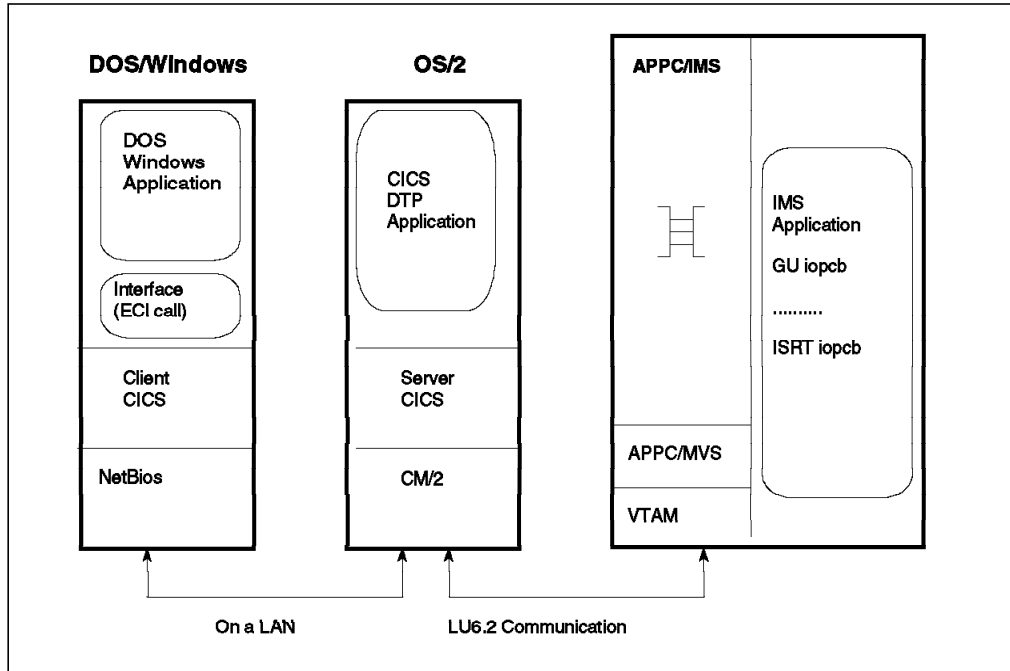 DOS/Windows
DOS
Windows
Application
Interface
(ECI call)
Client
CICS
NetBios
OS/2
CICS
DTP
Application
Server
CICS
CM/2
APPC/IMS
IMS
Application
GU iopcb
..........
ISRT iopcb
APPC/MVS
VTAM
On a LAN
LU6.2 Communication